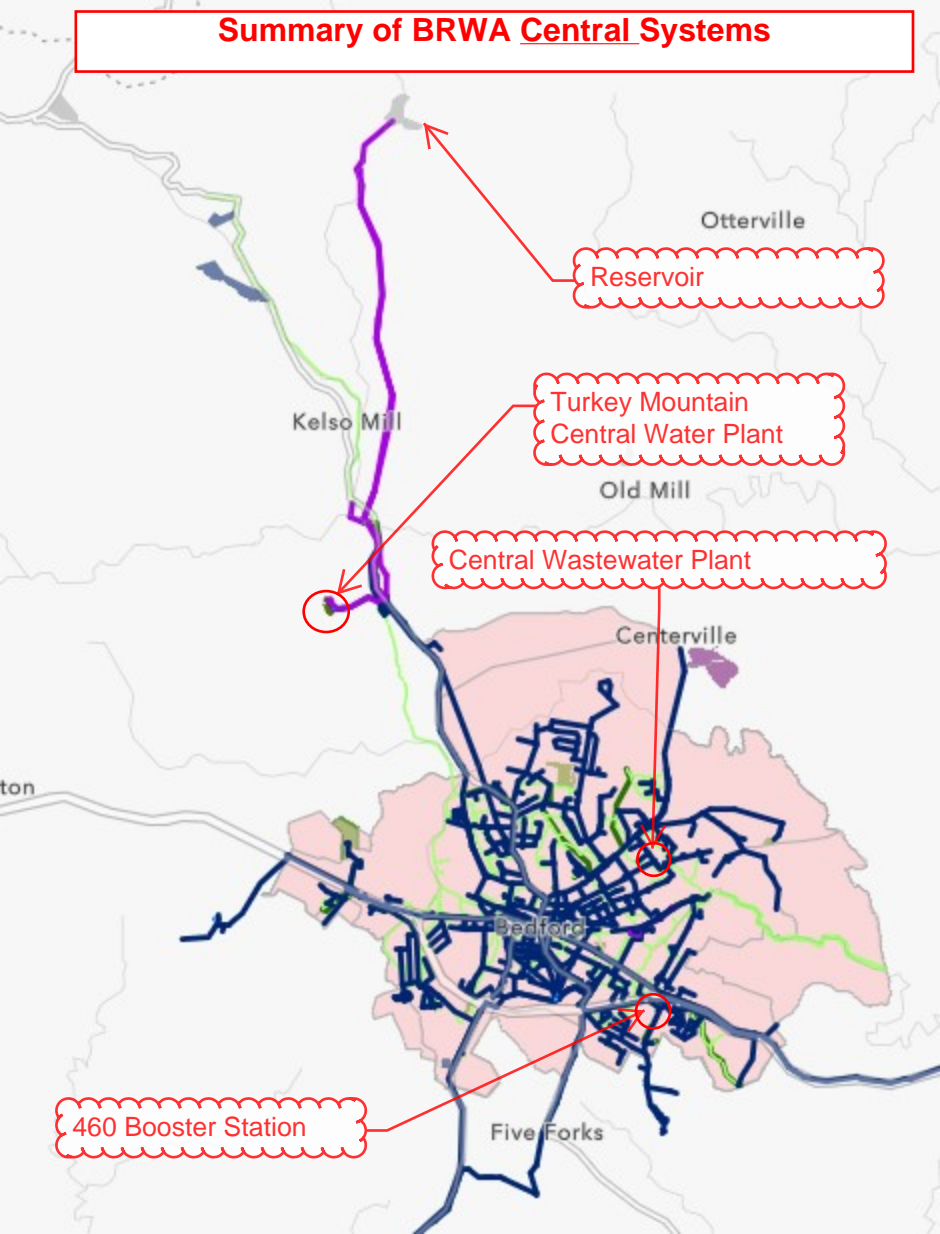 Summary of BRWA Central Systems
Otterville
Reservoir
Kelso Mill
Turkey Mountain
Central Water Plant
Old Mill
Central Wastewater Plant
Centerville
ton
Bedford
460 Booster Station
Five Forks